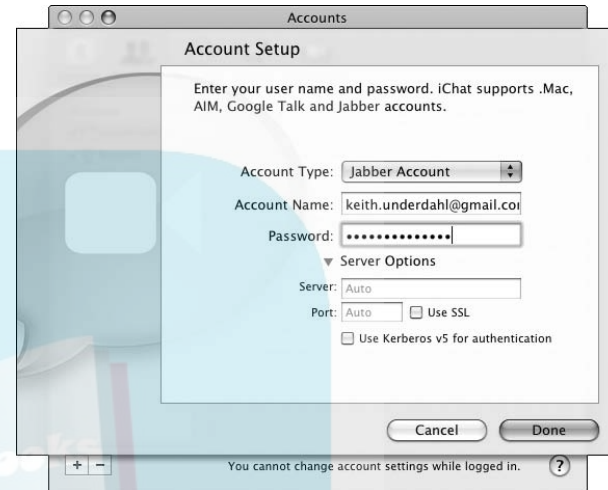 Accounts
Account Setup
Enter your user name and password. iChat supports .Mac,
AIM, Google Talk and Jabber accounts.
Account Type: Jabber Account
Account Name: keith.underdahl@gmail.co
Password: ••••••••••••••
Server Options
Server: Auto
Port: Auto Use SSL
Use Kerberos v5 for authentication
Cancel Done
ooks
+ − You cannot change account settings while logged in. ?